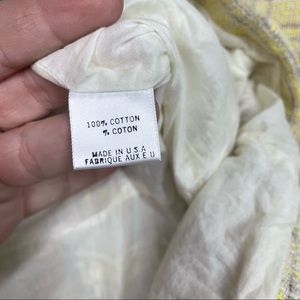 100% COTTON
% COTON
MADE IN U.S.A
FABRIQUE AUX E U